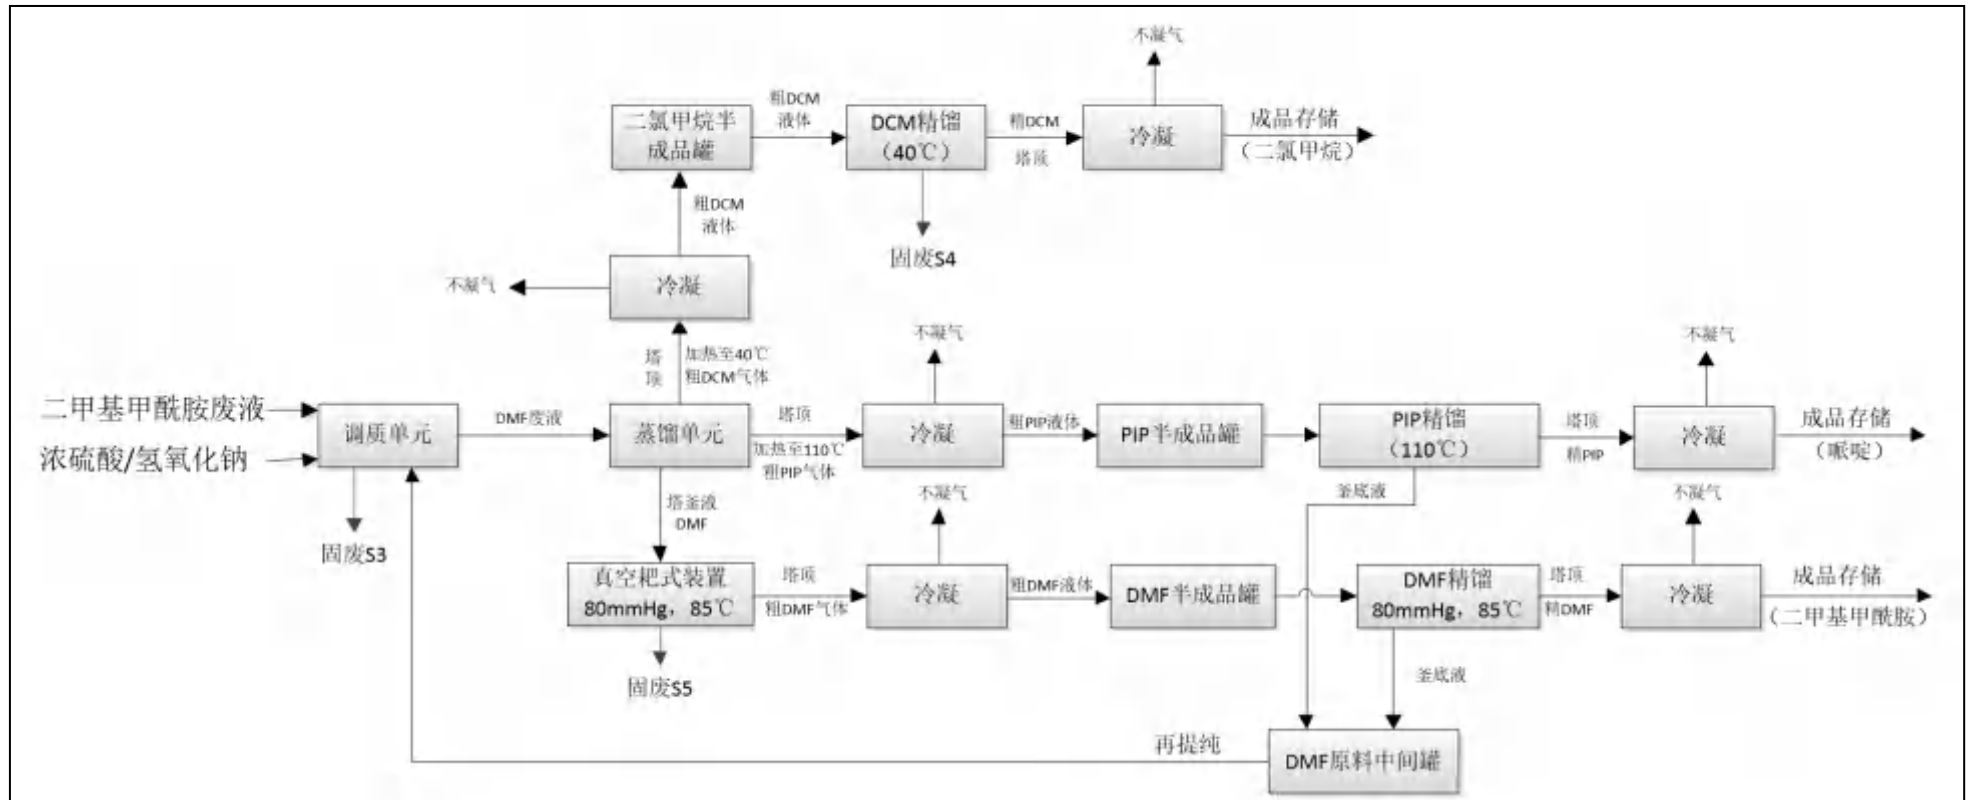 不凝气
二氯甲烷半
成品罐
粗DCM
液体
DCM精馏
（40℃）
精DCM
塔顶
冷凝
成品存储
（二氯甲烷）
粗DCM
液体
固废S4
不凝气
冷凝
塔
顶
加热至40℃
粗DCM气体
不凝气
不凝气
二甲基甲酰胺废液
浓硫酸/氢氧化钠
调质单元
DMF废液
蒸馏单元
塔顶
加热至110℃
粗PIP气体
冷凝
粗PIP液体
PIP半成品罐
PIP精馏
（110℃）
塔顶
精PIP
冷凝
成品存储
（哌啶）
固废S3
塔釜液
DMF
不凝气
釜底液
不凝气
真空耙式装置
80mmHg，85℃
塔顶
粗DMF气体
冷凝
粗DMF液体
DMF半成品罐
DMF精馏
80mmHg，85℃
塔顶
精DMF
冷凝
成品存储
（二甲基甲酰胺）
固废S5
釜底液
再提纯
DMF原料中间罐